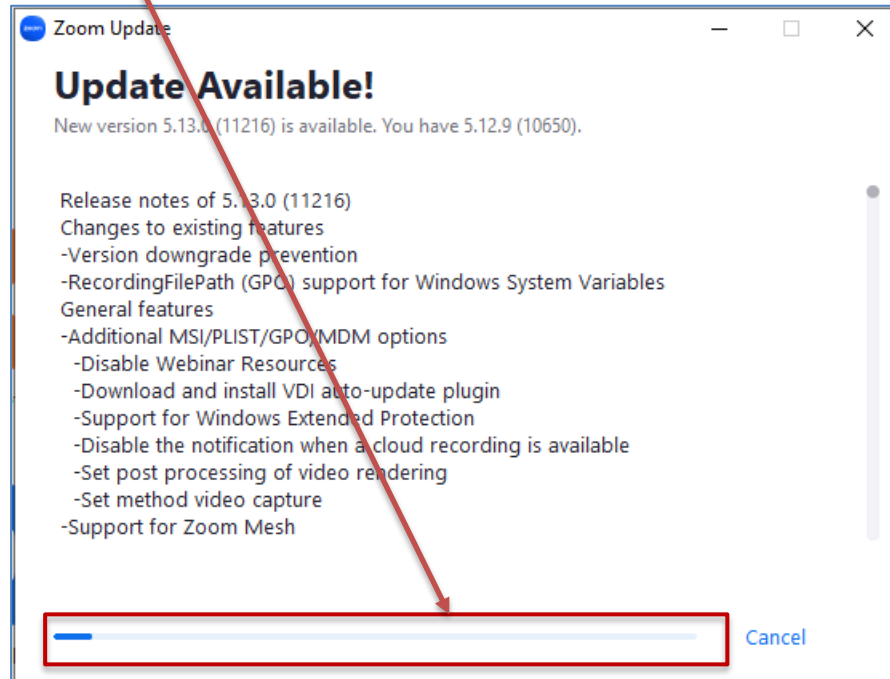 zoom Zoom Update
Update Available!
New version 5.13.0 (11216) is available. You have 5.12.9 (10650).
Release notes of 5.13.0 (11216)
Changes to existing features
-Version downgrade prevention
-RecordingFilePath (GPO) support for Windows System Variables
General features
-Additional MSI/PLIST/GPO/MDM options
-Disable Webinar Resources
-Download and install VDI auto-update plugin
-Support for Windows Extended Protection
-Disable the notification when a cloud recording is available
-Set post processing of video rendering
-Set method video capture
-Support for Zoom Mesh
Cancel